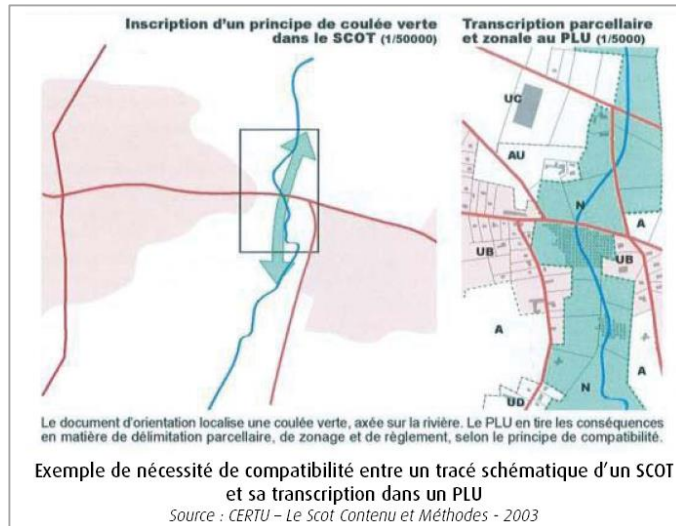 Inscription d'un principe de coulée verte
dans le SCOT (1/50000)
Transcription parcellaire
et zonale au PLU (1/5000)
UC
AU
N
A
UB
UB
A
A
UD
N
Le document d'orientation localise une coulée verte, axée sur la rivière. Le PLU en tire les conséquences
en matière de délimitation parcellaire, de zonage et de règlement, selon le principe de compatibilité.
Exemple de nécessité de compatibilité entre un tracé schématique d'un SCOT
et sa transcription dans un PLU
Source : CERTU – Le Scot Contenu et Méthodes - 2003